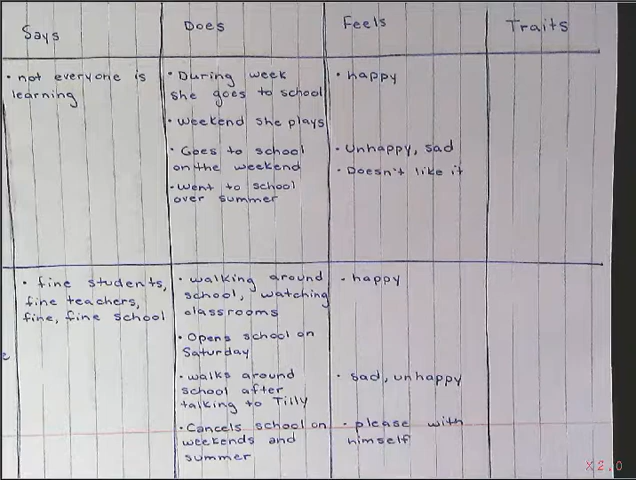 Says Does Feels Traits
• not everyone is
learning
• During week
she goes to school
• Weekend she plays
• Goes to school
on the weekend
• Went to school
over summer
• happy
• Unhappy, sad
• Doesn't like it
• fine students,
fine teachers,
fine, fine school
• walking around
school, watching
classrooms
• Opens school on
Saturday
• walks around
school after
talking to Tilly
• Cancels school on
weekends and
summer
• happy
• sad, unhappy
• please with
himself
X2.0